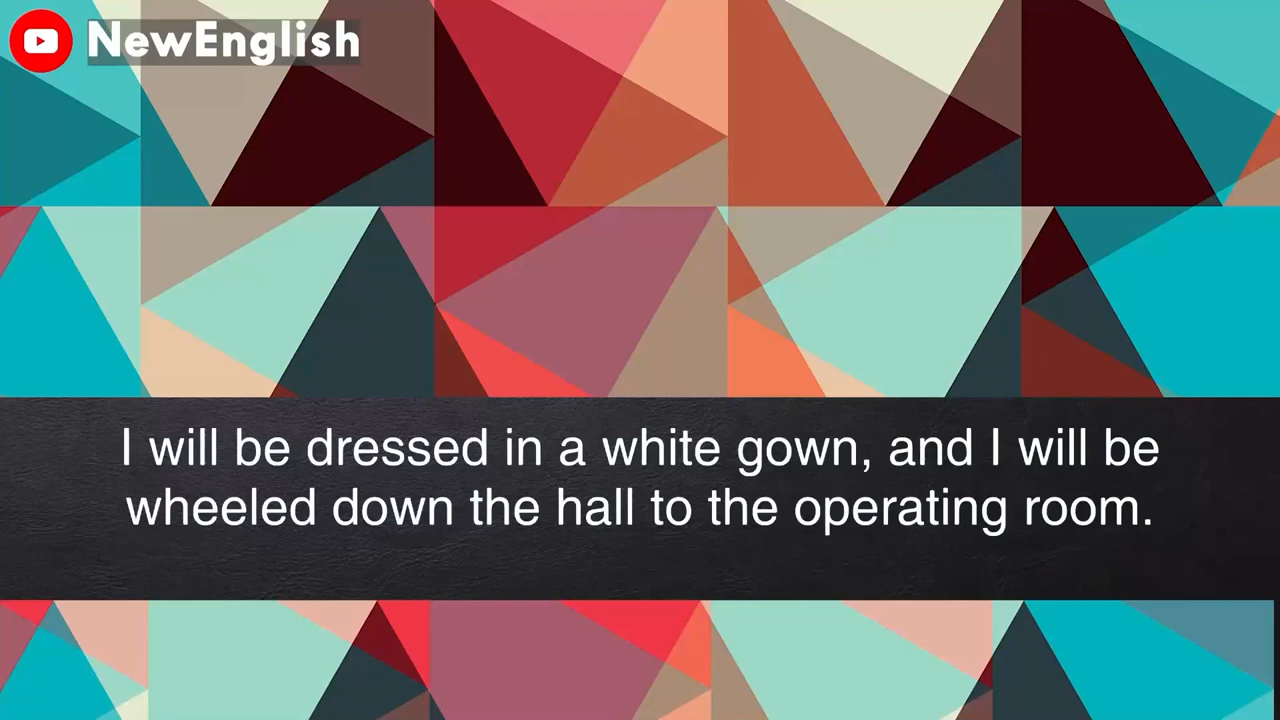 NewEnglish
I will be dressed in a white gown, and I will be
wheeled down the hall to the operating room.